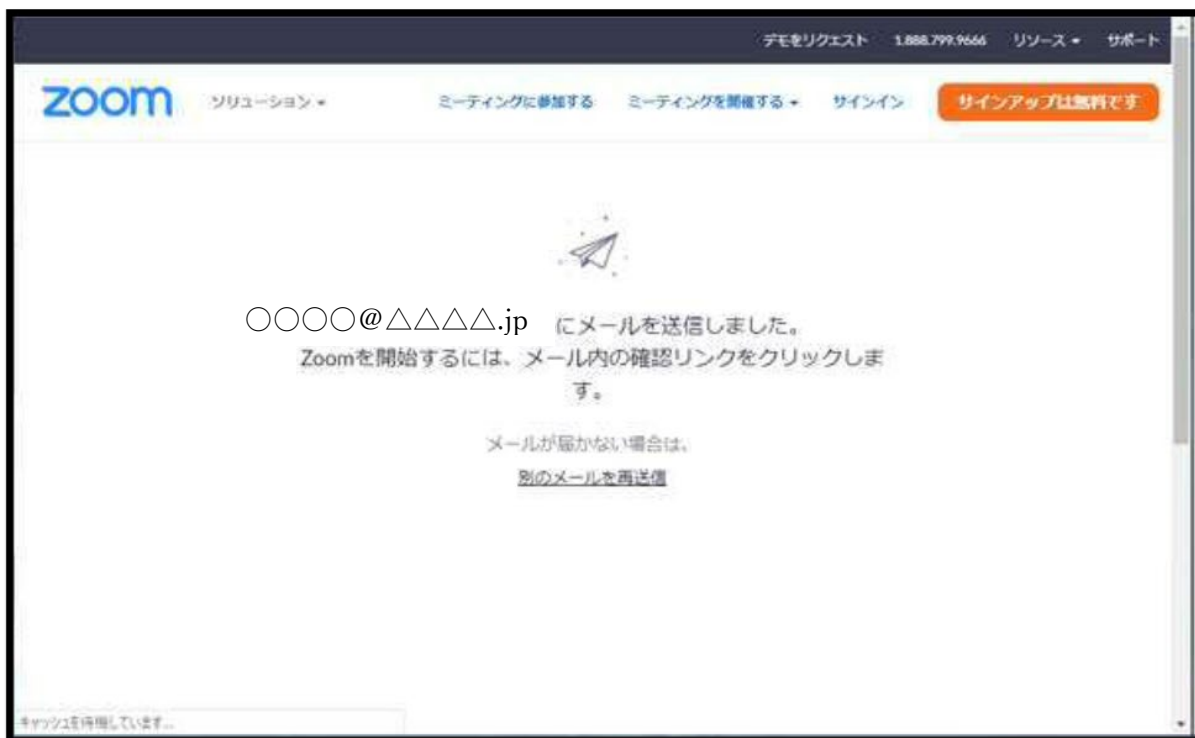 デモをリクエスト 1.888.799.9666 リソース サポート
zoom ソリューション ミーティングに参加する ミーティングを開催する サインイン サインアップは無料です
○○○○@△△△△.jp にメールを送信しました。
Zoomを開始するには、メール内の確認リンクをクリックしま
す。
メールが届かない場合は、
別のメールを再送信
キャッシュを待機しています...